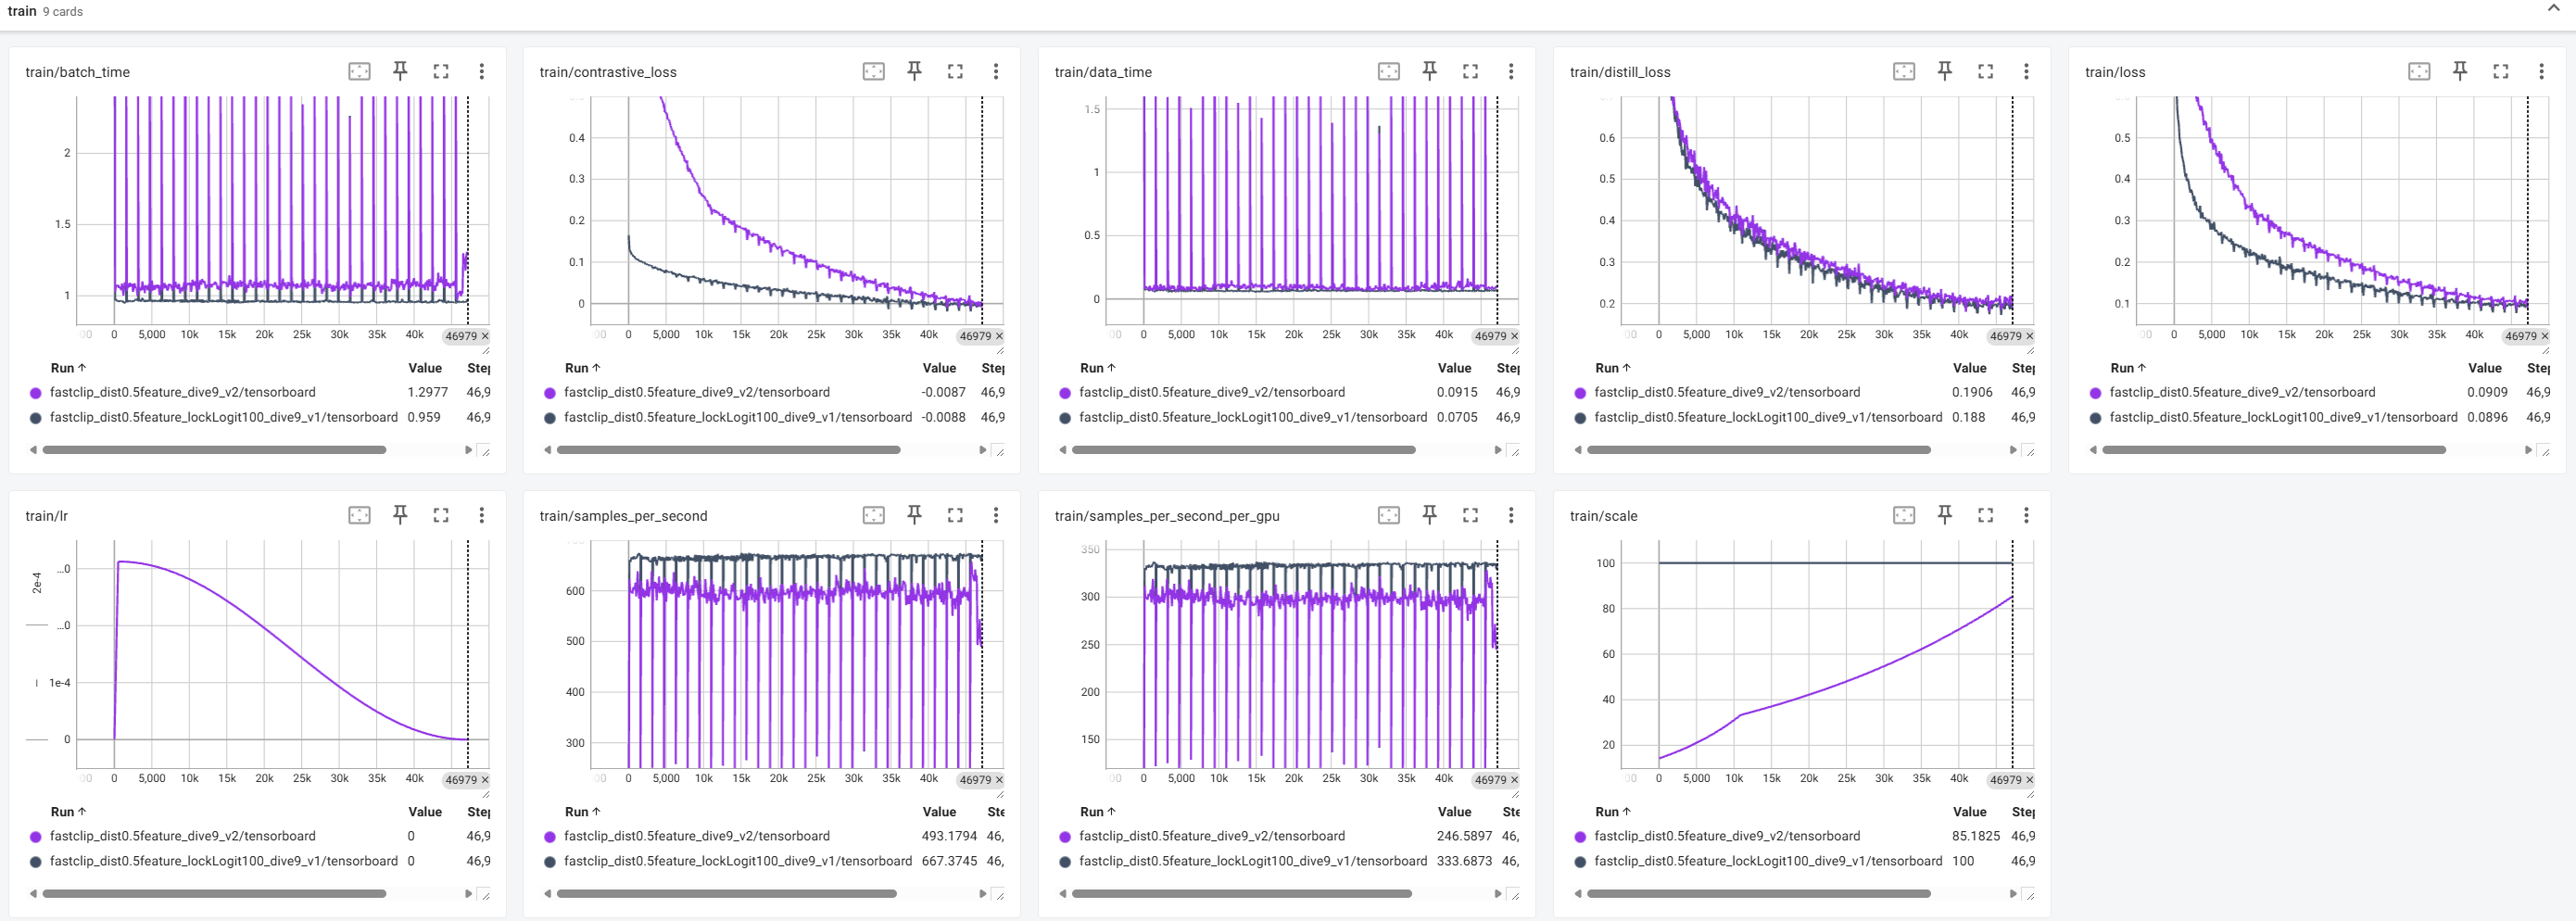 train 9 cards
train/batch_time
2
1.5
1
00 0 5,000 10k 15k 20k 25k 30k 35k 40k 46979 ×
Run ↑ Value Step
fastclip_dist0.5feature_dive9_v2/tensorboard 1.2977 46,9
fastclip_dist0.5feature_lockLogit100_dive9_v1/tensorboard 0.959 46,9
train/contrastive_loss
0.4
0.3
0.2
0.1
0
00 0 5,000 10k 15k 20k 25k 30k 35k 40k 46979 ×
Run ↑ Value Step
fastclip_dist0.5feature_dive9_v2/tensorboard -0.0087 46,9
fastclip_dist0.5feature_lockLogit100_dive9_v1/tensorboard -0.0088 46,9
train/data_time
1.5
1
0.5
0
00 0 5,000 10k 15k 20k 25k 30k 35k 40k 46979 ×
Run ↑ Value Step
fastclip_dist0.5feature_dive9_v2/tensorboard 0.0915 46,9
fastclip_dist0.5feature_lockLogit100_dive9_v1/tensorboard 0.0705 46,9
train/distill_loss
0.6
0.5
0.4
0.3
0.2
00 0 5,000 10k 15k 20k 25k 30k 35k 40k 46979 ×
Run ↑ Value Step
fastclip_dist0.5feature_dive9_v2/tensorboard 0.1906 46,9
fastclip_dist0.5feature_lockLogit100_dive9_v1/tensorboard 0.188 46,9
train/loss
0.5
0.4
0.3
0.2
0.1
00 0 5,000 10k 15k 20k 25k 30k 35k 40k 46979 ×
Run ↑ Value Step
fastclip_dist0.5feature_dive9_v2/tensorboard 0.0909 46,9
fastclip_dist0.5feature_lockLogit100_dive9_v1/tensorboard 0.0896 46,9
train/lr
2e-4
...0
...0
1e-4
0
00 0 5,000 10k 15k 20k 25k 30k 35k 40k 46979 ×
Run ↑ Value Step
fastclip_dist0.5feature_dive9_v2/tensorboard 0 46,9
fastclip_dist0.5feature_lockLogit100_dive9_v1/tensorboard 0 46,9
train/samples_per_second
600
500
400
300
00 0 5,000 10k 15k 20k 25k 30k 35k 40k 46979 ×
Run ↑ Value Ste
fastclip_dist0.5feature_dive9_v2/tensorboard 493.1794 46,
fastclip_dist0.5feature_lockLogit100_dive9_v1/tensorboard 667.3745 46,
train/samples_per_second_per_gpu
350
300
250
200
150
00 0 5,000 10k 15k 20k 25k 30k 35k 40k 46979 ×
Run ↑ Value Ste
fastclip_dist0.5feature_dive9_v2/tensorboard 246.5897 46,
fastclip_dist0.5feature_lockLogit100_dive9_v1/tensorboard 333.6873 46,
train/scale
100
80
60
40
20
00 0 5,000 10k 15k 20k 25k 30k 35k 40k 46979 ×
Run ↑ Value Step
fastclip_dist0.5feature_dive9_v2/tensorboard 85.1825 46,9
fastclip_dist0.5feature_lockLogit100_dive9_v1/tensorboard 100 46,9